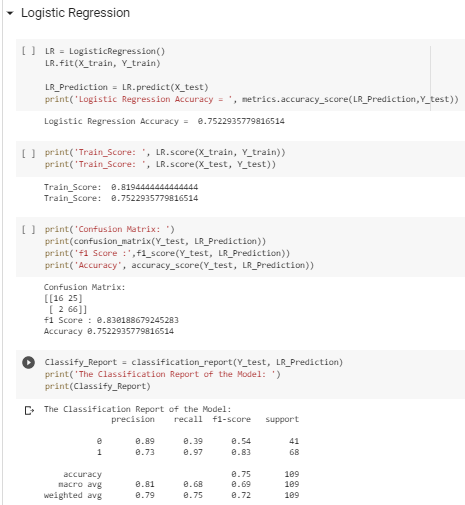 Logistic Regression
[ ] LR = LogisticRegression()
LR.fit(X_train, Y_train)
LR_Prediction = LR.predict(X_test)
print('Logistic Regression Accuracy = ', metrics.accuracy_score(LR_Prediction,Y_test))
Logistic Regression Accuracy =  0.7522935779816514
[ ] print('Train_Score: ', LR.score(X_train, Y_train))
print('Train_Score: ', LR.score(X_test, Y_test))
Train_Score:  0.8194444444444444
Train_Score:  0.7522935779816514
[ ] print('Confusion Matrix: ')
print(confusion_matrix(Y_test, LR_Prediction))
print('f1 Score :',f1_score(Y_test, LR_Prediction))
print('Accuracy', accuracy_score(Y_test, LR_Prediction))
Confusion Matrix:
[[16 25]
[ 2 66]]
f1 Score : 0.830188679245283
Accuracy 0.7522935779816514
Classify_Report = classification_report(Y_test, LR_Prediction)
print('The Classification Report of the Model: ')
print(Classify_Report)
The Classification Report of the Model:
precision recall f1-score support
0 0.89 0.39 0.54 41
1 0.73 0.97 0.83 68
accuracy 0.75 109
macro avg 0.81 0.68 0.69 109
weighted avg 0.79 0.75 0.72 109